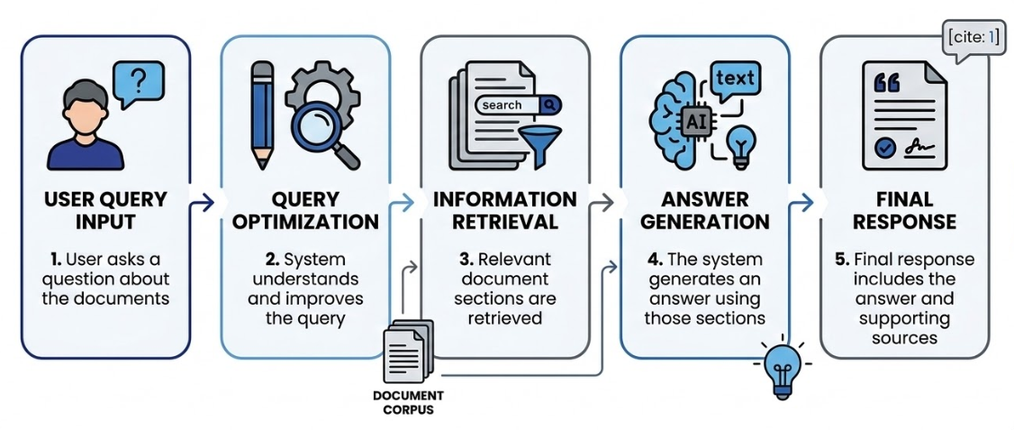 [cite: 1]
?
search
text
AI
USER QUERY
INPUT
1. User asks a
question about
the documents
QUERY
OPTIMIZATION
2. System
understands
and improves
the query
INFORMATION
RETRIEVAL
3. Relevant
document
sections are
retrieved
ANSWER
GENERATION
4. The system
generates an
answer using
those sections
FINAL
RESPONSE
5. Final response
includes the
answer and
supporting
sources
DOCUMENT
CORPUS